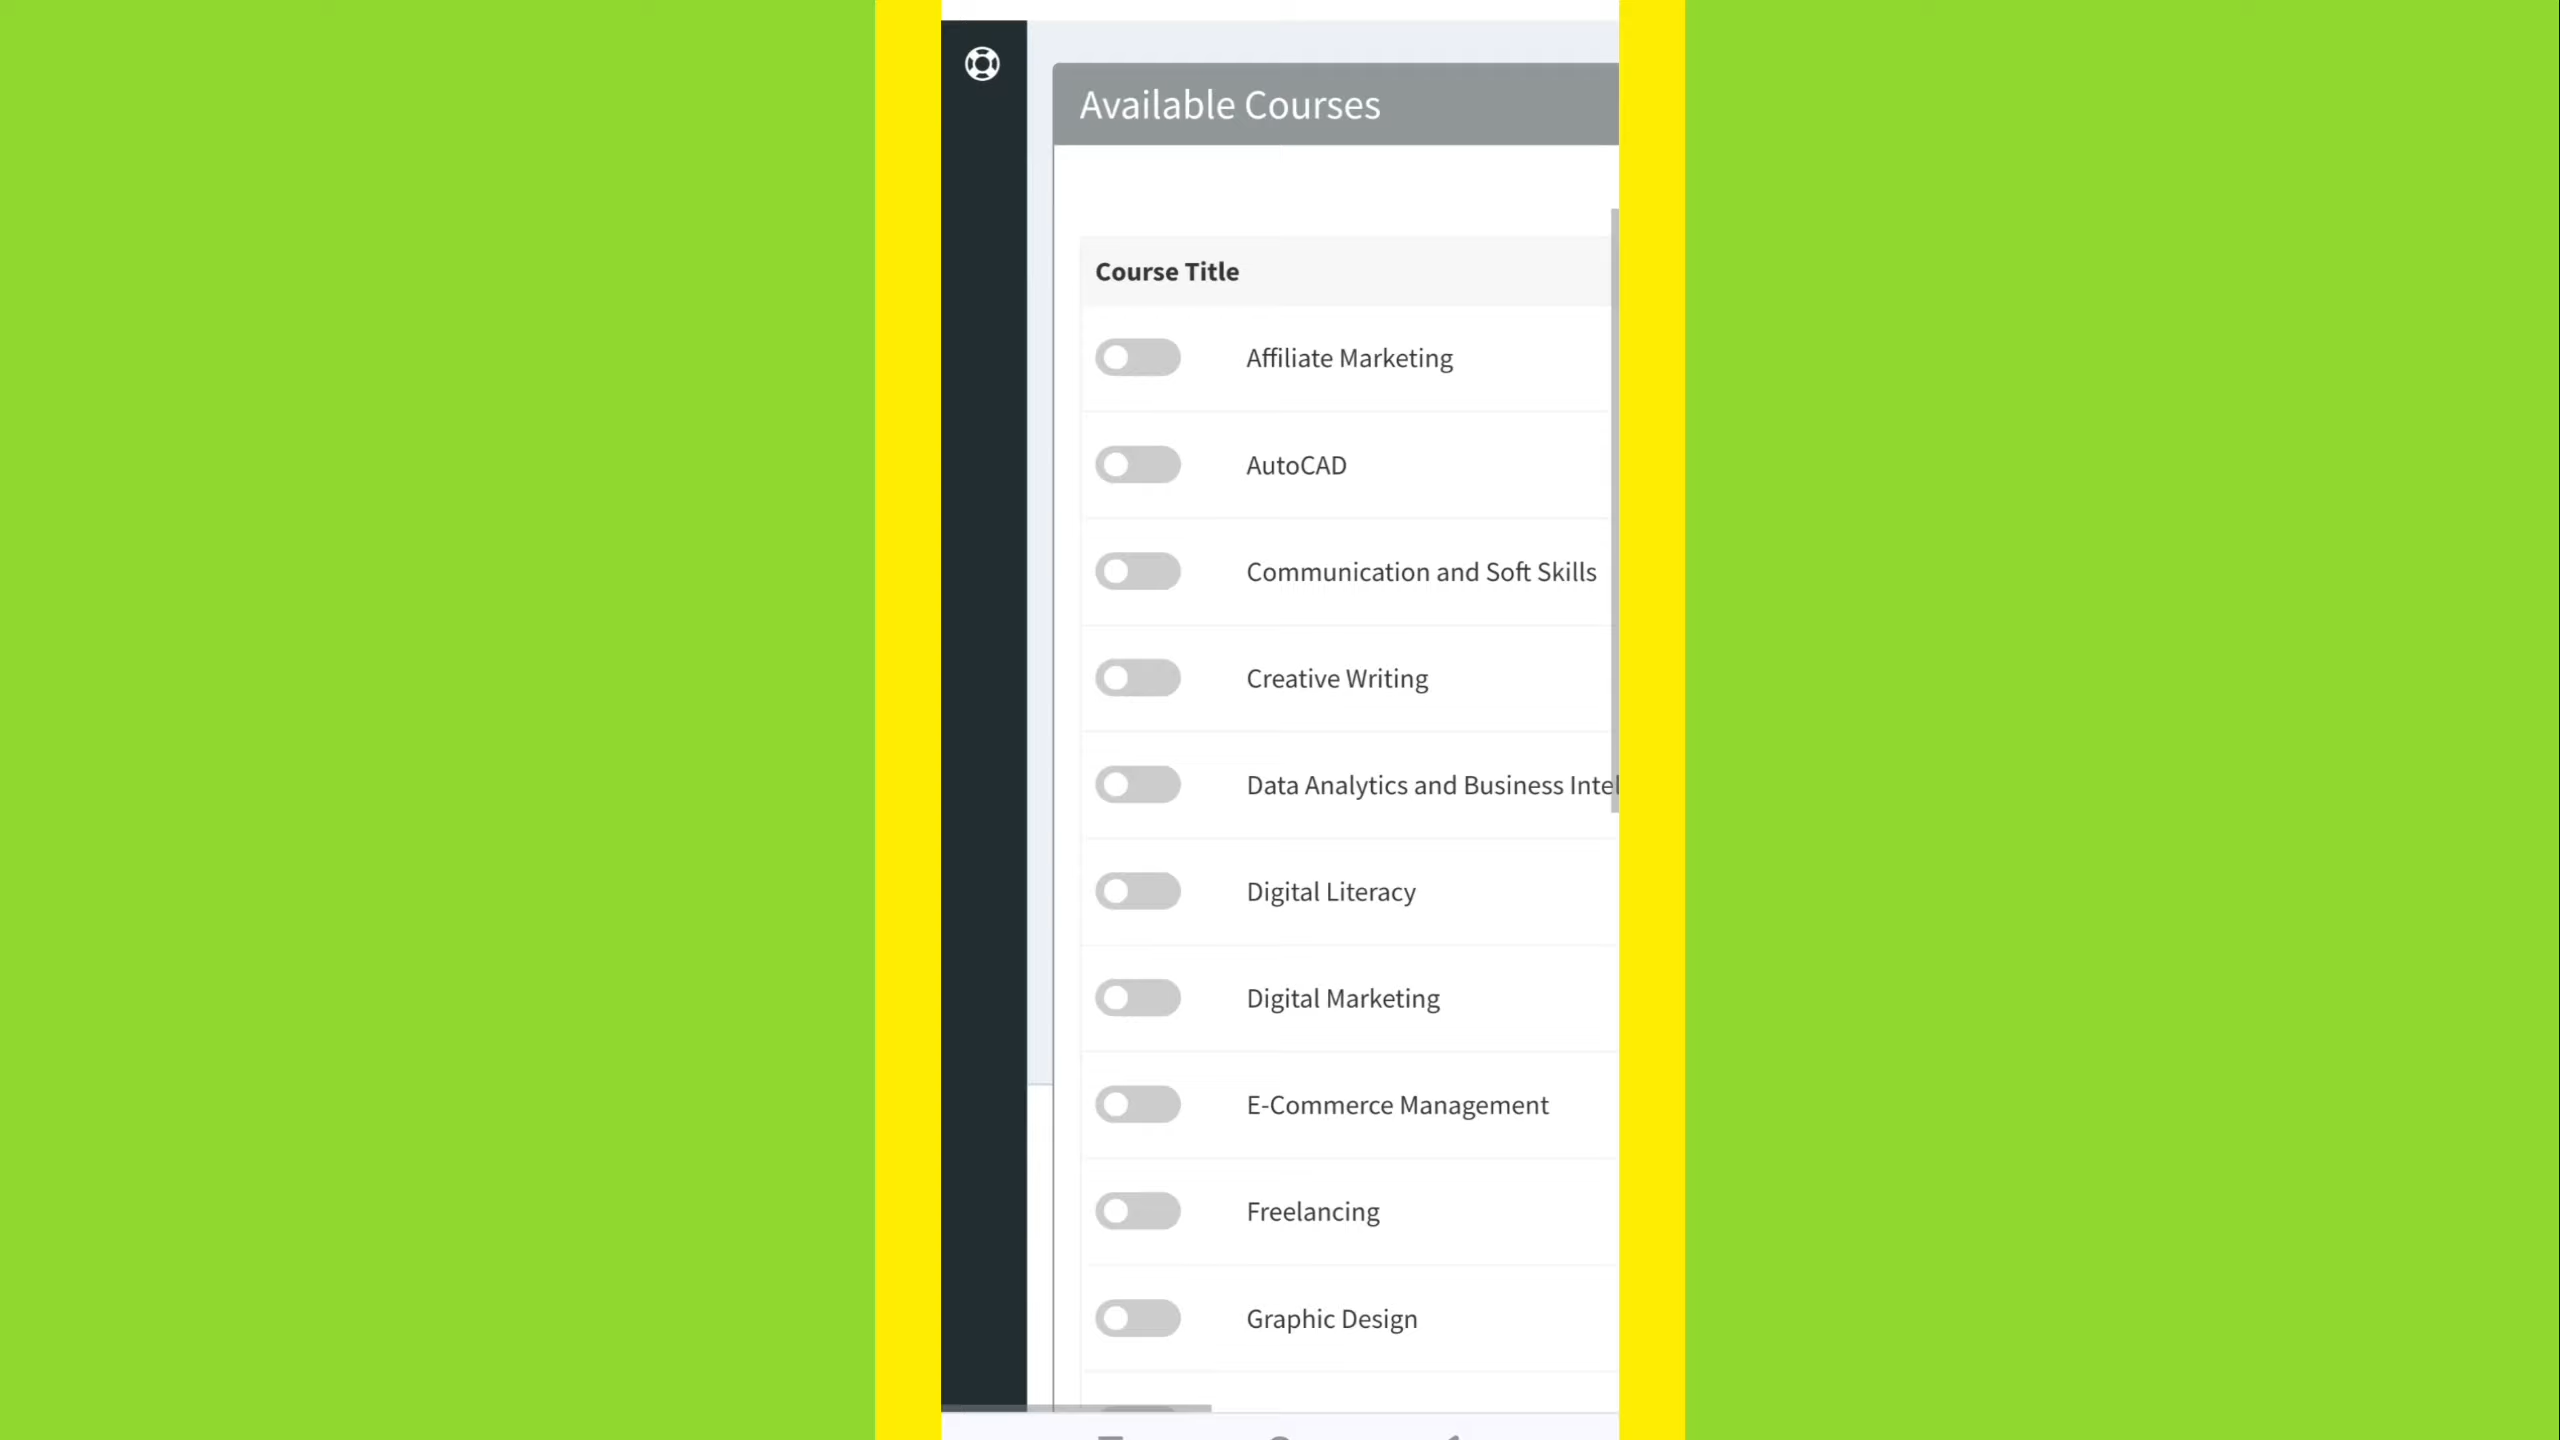 Available Courses
Course Title
Affiliate Marketing
AutoCAD
Communication and Soft Skills
Creative Writing
Data Analytics and Business Intel
Digital Literacy
Digital Marketing
E-Commerce Management
Freelancing
Graphic Design